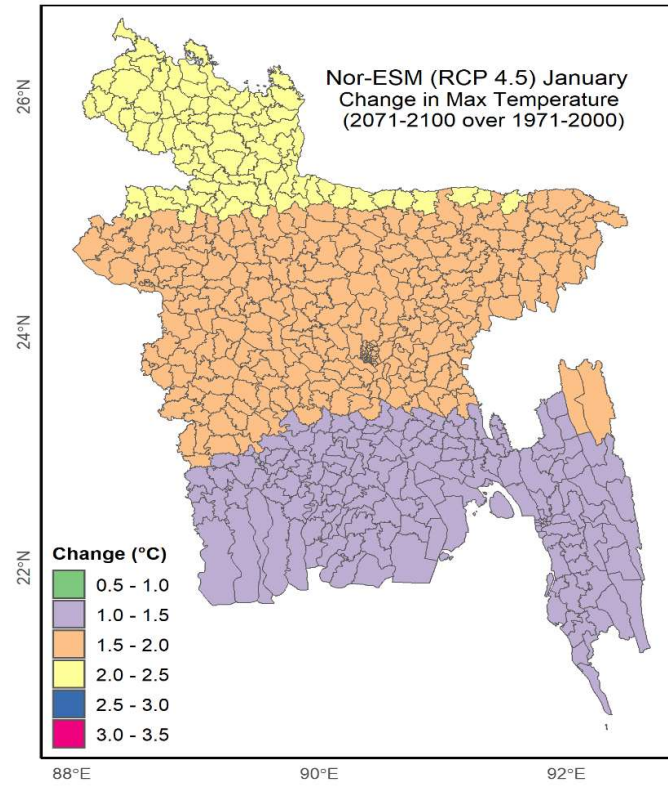 Nor-ESM (RCP 4.5) January
Change in Max Temperature
(2071-2100 over 1971-2000)
26°N
24°N
22°N
Change (°C)
0.5 - 1.0
1.0 - 1.5
1.5 - 2.0
2.0 - 2.5
2.5 - 3.0
3.0 - 3.5
88°E 90°E 92°E